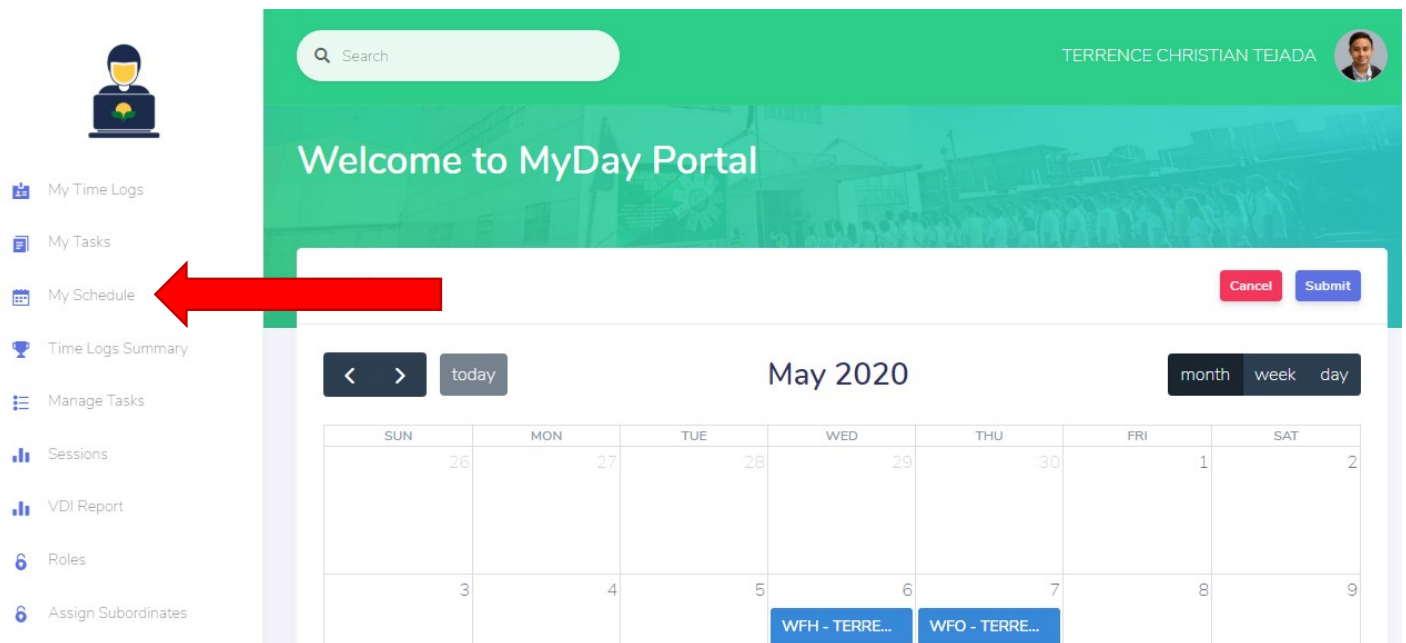 Search
TERRENCE CHRISTIAN TEJADA
Welcome to MyDay Portal
My Time Logs
My Tasks
My Schedule
Time Logs Summary
Manage Tasks
Sessions
VDI Report
Roles
Assign Subordinates
Cancel Submit
today
May 2020
month week day
SUN MON TUE WED THU FRI SAT
26 27 28 29 30 1 2
3 4 5 6 7 8 9
WFH - TERRE... WFO - TERRE...